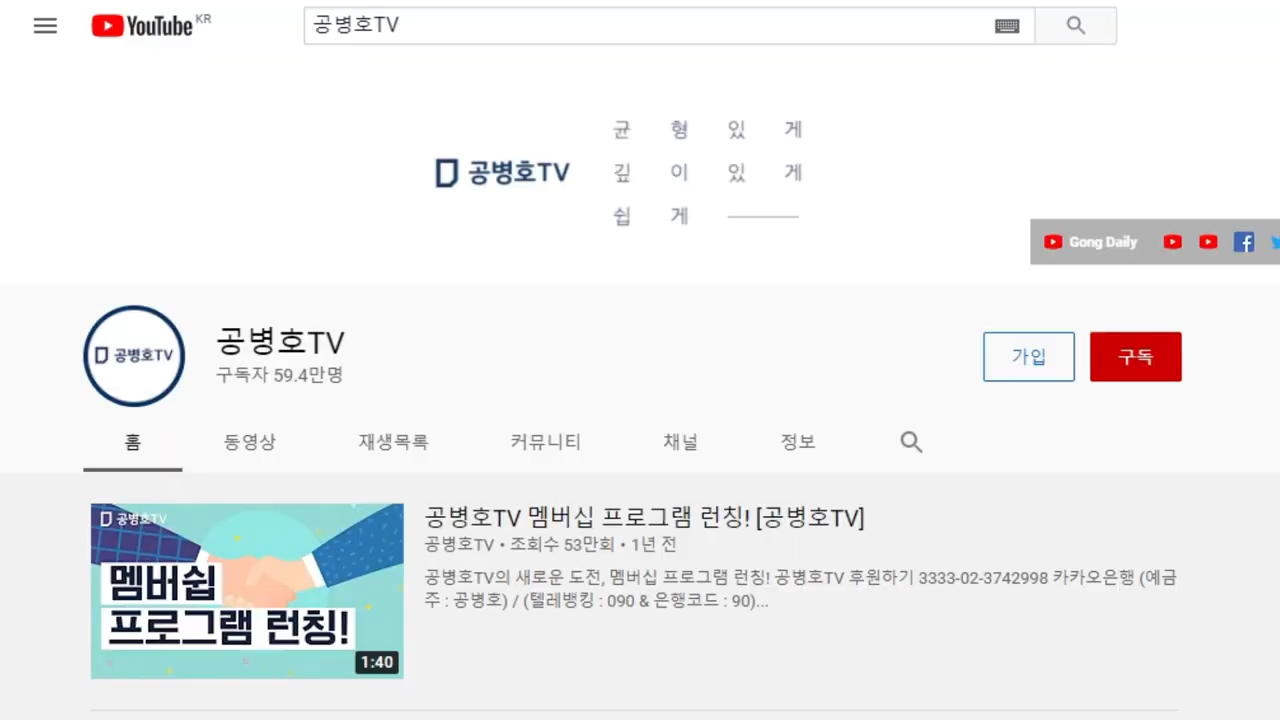 YouTube KR
공병호TV
공병호TV
균 형 있 게
깊 이 있 게
쉽 게
Gong Daily
공병호TV
공병호TV
구독자 59.4만명
가입
구독
홈
동영상
재생목록
커뮤니티
채널
정보
공병호TV
멤버쉽
프로그램 런칭!
1:40
공병호TV 멤버십 프로그램 런칭! [공병호TV]
공병호TV • 조회수 53만회 • 1년 전
공병호TV의 새로운 도전, 멤버십 프로그램 런칭! 공병호TV 후원하기 3333-02-3742998 카카오은행 (예금
주 : 공병호) / (텔레뱅킹 : 090 & 은행코드 : 90)...